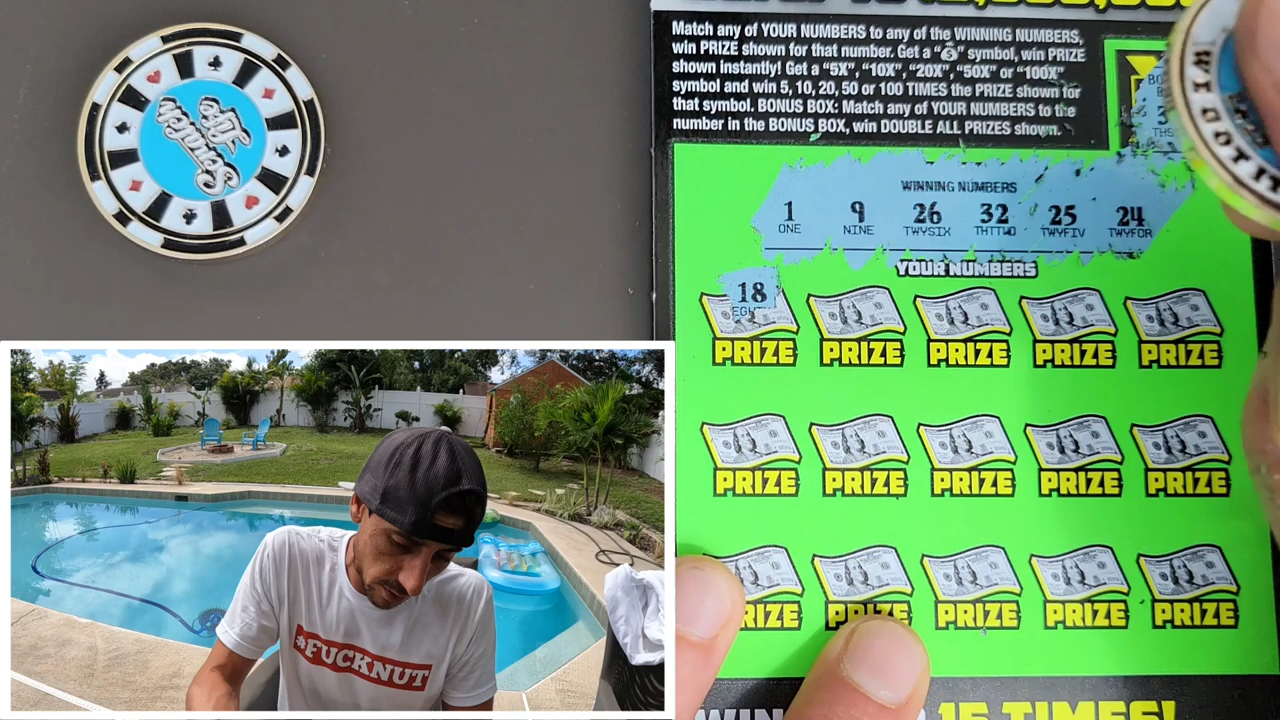 Match any of YOUR NUMBERS to any of the WINNING NUMBERS,
win PRIZE shown for that number. Get a "💰" symbol, win PRIZE
shown instantly! Get a "5X", "10X", "20X", "50X" or "100X"
symbol and win 5, 10, 20, 50 or 100 TIMES the PRIZE shown for
that symbol. BONUS BOX: Match any of YOUR NUMBERS to the
number in the BONUS BOX, win DOUBLE ALL PRIZES shown.
WINNING NUMBERS
1 9 26 32 25 24
ONE NINE TWYSIX THTTWO TWYFIV TWYFOR
YOUR NUMBERS
18
PRIZE PRIZE PRIZE PRIZE PRIZE
PRIZE PRIZE PRIZE PRIZE PRIZE
PRIZE PRIZE PRIZE PRIZE PRIZE
15 TIMES!
Scratch Life
#FUCKNUT